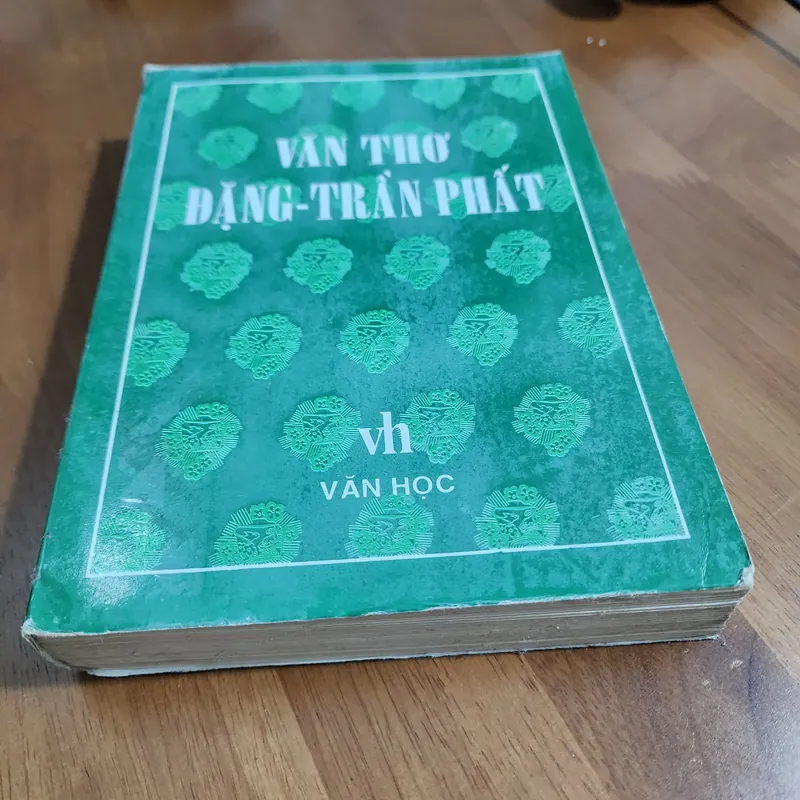 VĂN THƠ
ĐẶNG-TRẦN PHẤT
vh
VĂN HỌC